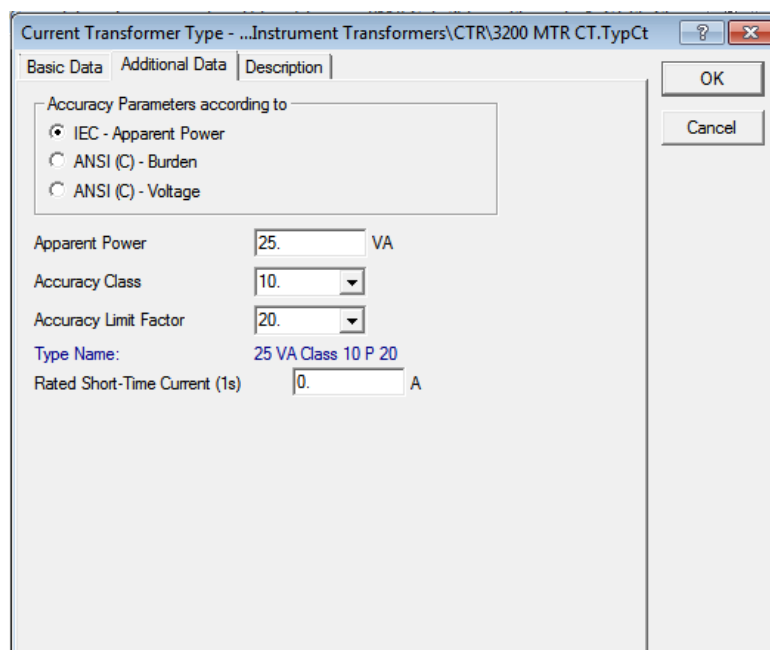 Current Transformer Type - ...Instrument Transformers\CTR\3200 MTR CT.TypCt
Basic Data Additional Data Description
OK
Cancel
Accuracy Parameters according to
IEC - Apparent Power
ANSI (C) - Burden
ANSI (C) - Voltage
Apparent Power 25. VA
Accuracy Class 10.
Accuracy Limit Factor 20.
Type Name: 25 VA Class 10 P 20
Rated Short-Time Current (1s) 0. A